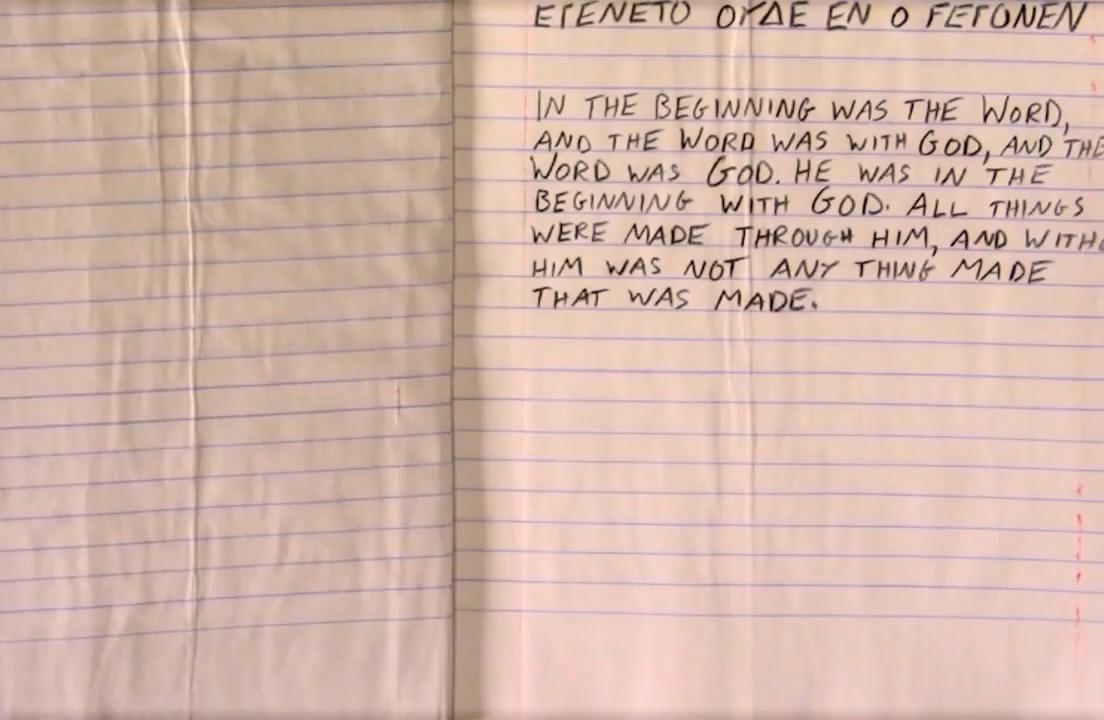 ΕΓΕΝΕΤΟ ΟΥΔΕ ΕΝ Ο ΓΕΓΟΝΕΝ
IN THE BEGINNING WAS THE WORD,
AND THE WORD WAS WITH GOD, AND THE
WORD WAS GOD. HE WAS IN THE
BEGINNING WITH GOD. ALL THINGS
WERE MADE THROUGH HIM, AND
HIM WAS NOT ANY THING MADE
THAT WAS MADE.